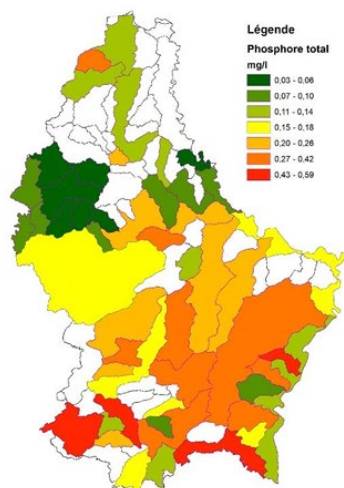 Légende
Phosphore total
mg/l
0,03 - 0,06
0,07 - 0,10
0,11 - 0,14
0,15 - 0,18
0,20 - 0,26
0,27 - 0,42
0,43 - 0,59